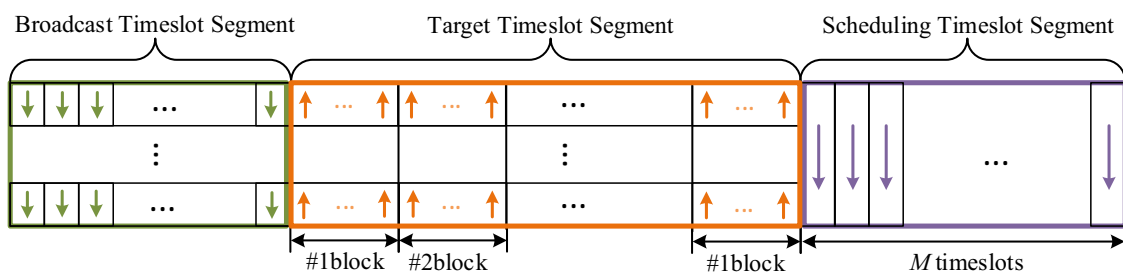 Broadcast Timeslot Segment Target Timeslot Segment Scheduling Timeslot Segment
... ... ... ... ...
...
... ... ... ... ...
#1block #2block #1block M timeslots